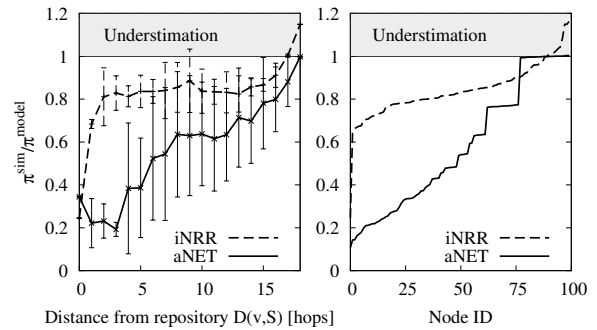 1.2
1
0.8
0.6
0.4
0.2
0
π^sim/π^model
Understimation
iNRR
aNET
0 5 10 15
Distance from repository D(v,S) [hops]
1.2
1
0.8
0.6
0.4
0.2
0
Understimation
iNRR
aNET
0 25 50 75 100
Node ID